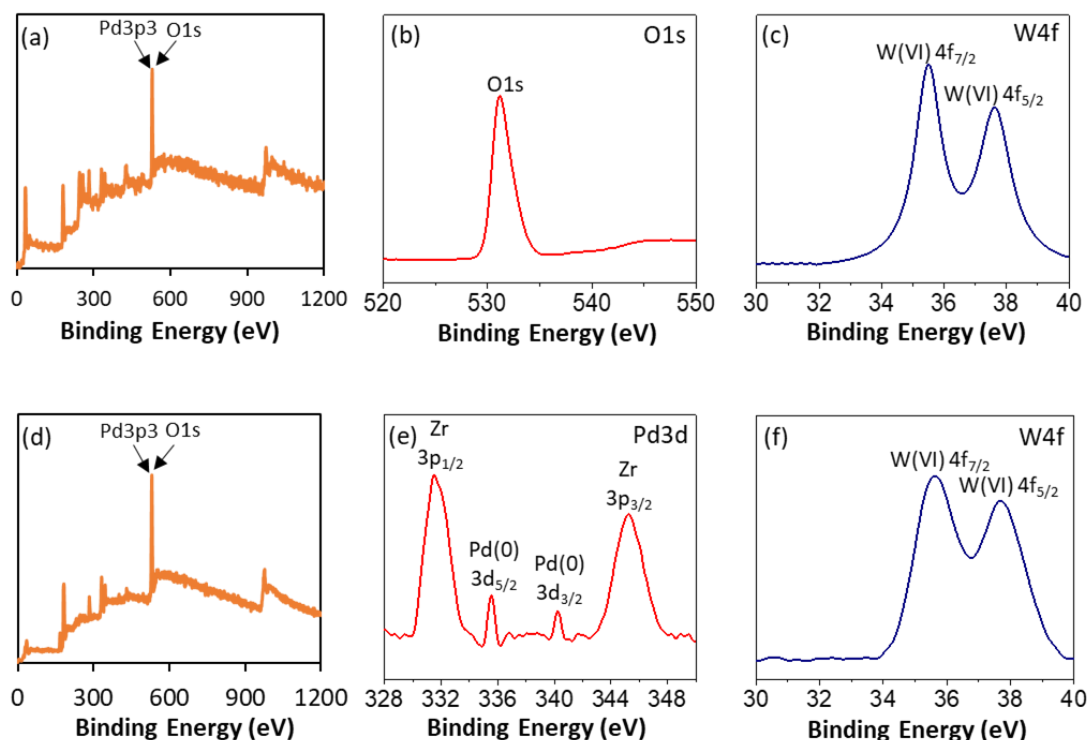 (a)
Pd3p3 O1s
0 300 600 900 1200
Binding Energy (eV)
(b)
O1s
O1s
520 530 540 550
Binding Energy (eV)
(c)
W4f
W(VI) 4f7/2
W(VI) 4f5/2
30 32 34 36 38 40
Binding Energy (eV)
(d)
Pd3p3 O1s
0 300 600 900 1200
Binding Energy (eV)
(e)
Pd3d
Zr
3p1/2
Pd(0)
3d5/2
Pd(0)
3d3/2
Zr
3p3/2
328 332 336 340 344 348
Binding Energy (eV)
(f)
W4f
W(VI) 4f7/2
W(VI) 4f5/2
30 32 34 36 38 40
Binding Energy (eV)